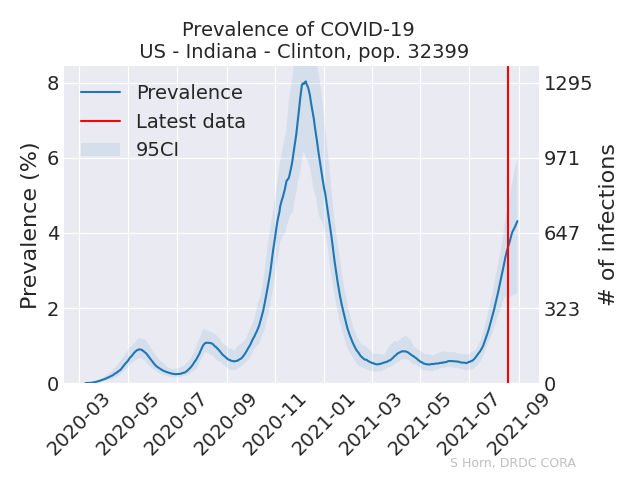 Prevalence of COVID-19
US - Indiana - Clinton, pop. 32399
Prevalence
Latest data
95CI
Prevalence (%)
8
6
4
2
0
# of infections
1295
971
647
323
0
2020-03
2020-05
2020-07
2020-09
2020-11
2021-01
2021-03
2021-05
2021-07
2021-09
S Horn, DRDC CORA